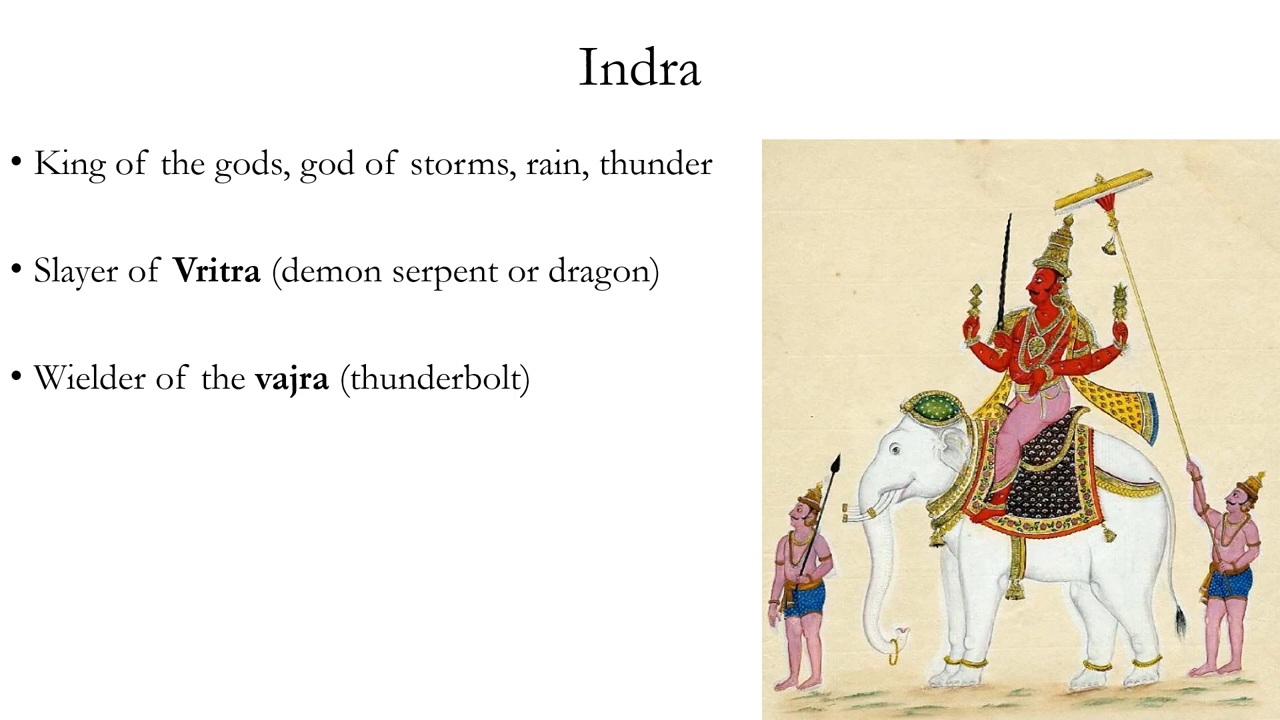 Indra
• King of the gods, god of storms, rain, thunder
• Slayer of Vritra (demon serpent or dragon)
• Wielder of the vajra (thunderbolt)